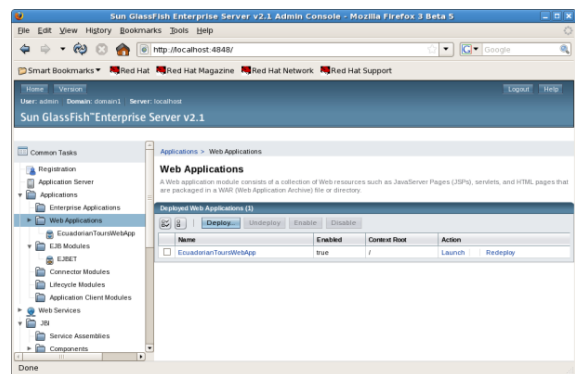 Sun GlassFish Enterprise Server v2.1 Admin Console - Mozilla Firefox 3 Beta 5
File Edit View History Bookmarks Tools Help
http://localhost:4848/
Google
Smart Bookmarks Red Hat Red Hat Magazine Red Hat Network Red Hat Support
Home Version Logout Help
User: admin Domain: domain1 Server: localhost
Sun GlassFish™ Enterprise Server v2.1
Common Tasks
Registration
Application Server
Applications
Enterprise Applications
Web Applications
EcuadorianToursWebApp
EJB Modules
EJBET
Connector Modules
Lifecycle Modules
Application Client Modules
Web Services
JBI
Service Assemblies
Components
Applications > Web Applications
Web Applications
A Web application module consists of a collection of Web resources such as JavaServer Pages (JSPs), servlets, and HTML pages that
are packaged in a WAR (Web Application Archive) file or directory.
Deployed Web Applications (1)
Deploy... Undeploy Enable Disable
Name Enabled Context Root Action
EcuadorianToursWebApp true / Launch Redeploy
Done